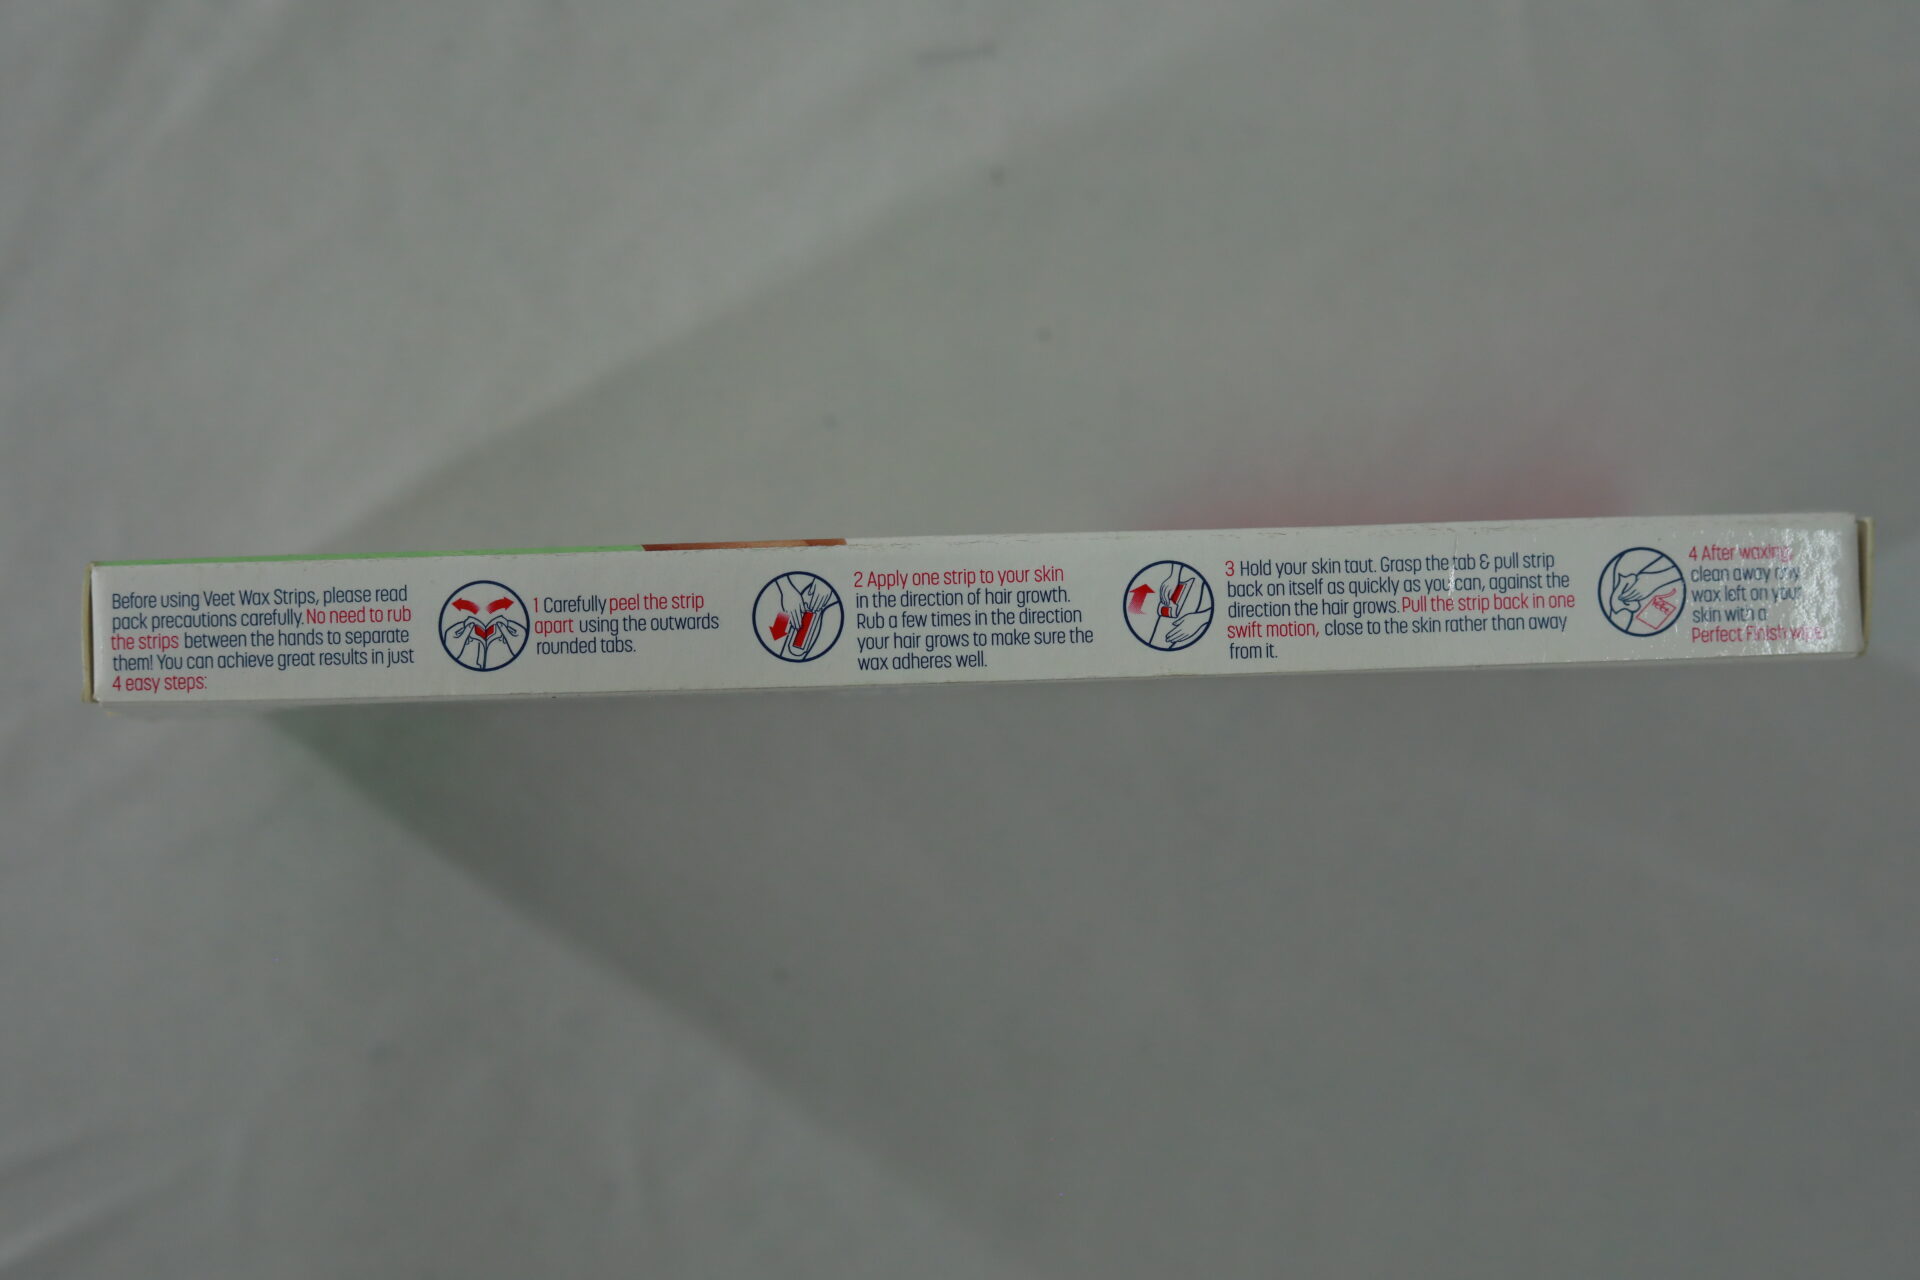 Before using Veet Wax Strips, please read
pack precautions carefully. No need to rub
the strips between the hands to separate
them! You can achieve great results in just
4 easy steps:
1 Carefully peel the strip
apart using the outwards
rounded tabs.
2 Apply one strip to your skin
in the direction of hair growth.
Rub a few times in the direction
your hair grows to make sure the
wax adheres well.
3 Hold your skin taut. Grasp the tab & pull strip
back on itself as quickly as you can, against the
direction the hair grows. Pull the strip back in one
swift motion, close to the skin rather than away
from it.
4 After waxing,
clean away any
wax left on your
skin with a
Perfect Finish wipe.